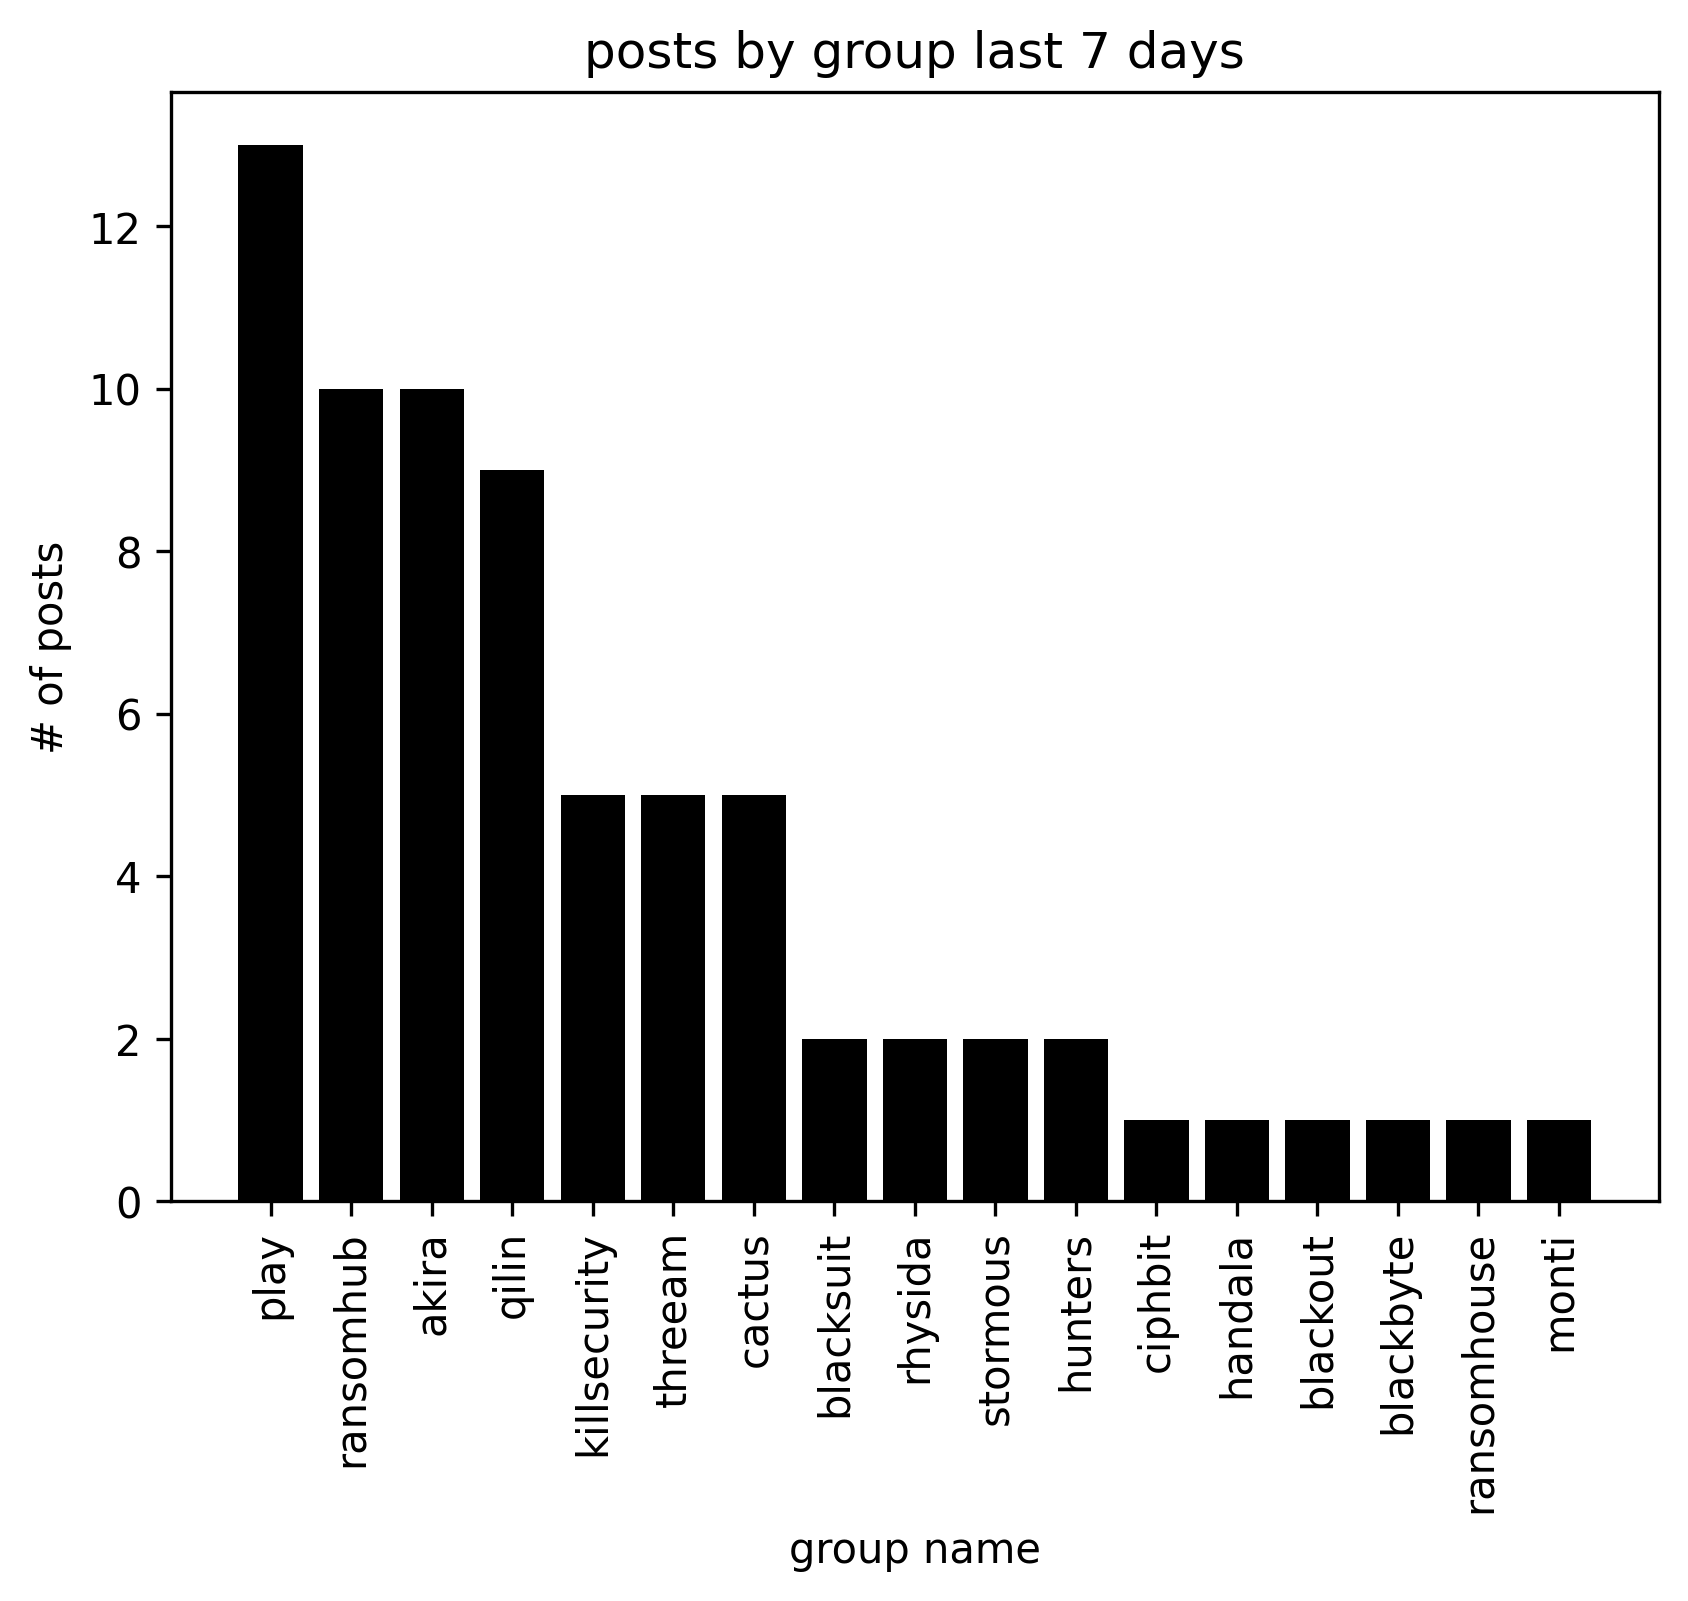 posts by group last 7 days
# of posts
12
10
8
6
4
2
0
play
ransomhub
akira
qilin
killsecurity
threeam
cactus
blacksuit
rhysida
stormous
hunters
ciphbit
handala
blackout
blackbyte
ransomhouse
monti
group name